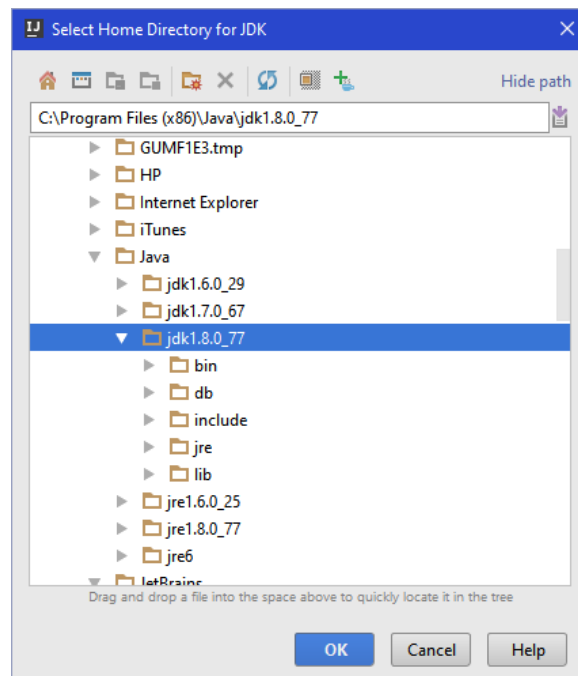 IJ Select Home Directory for JDK
Hide path
C:\Program Files (x86)\Java\jdk1.8.0_77
GUMF1E3.tmp
HP
Internet Explorer
iTunes
Java
jdk1.6.0_29
jdk1.7.0_67
jdk1.8.0_77
bin
db
include
jre
lib
jre1.6.0_25
jre1.8.0_77
jre6
JetBrains
Drag and drop a file into the space above to quickly locate it in the tree
OK Cancel Help